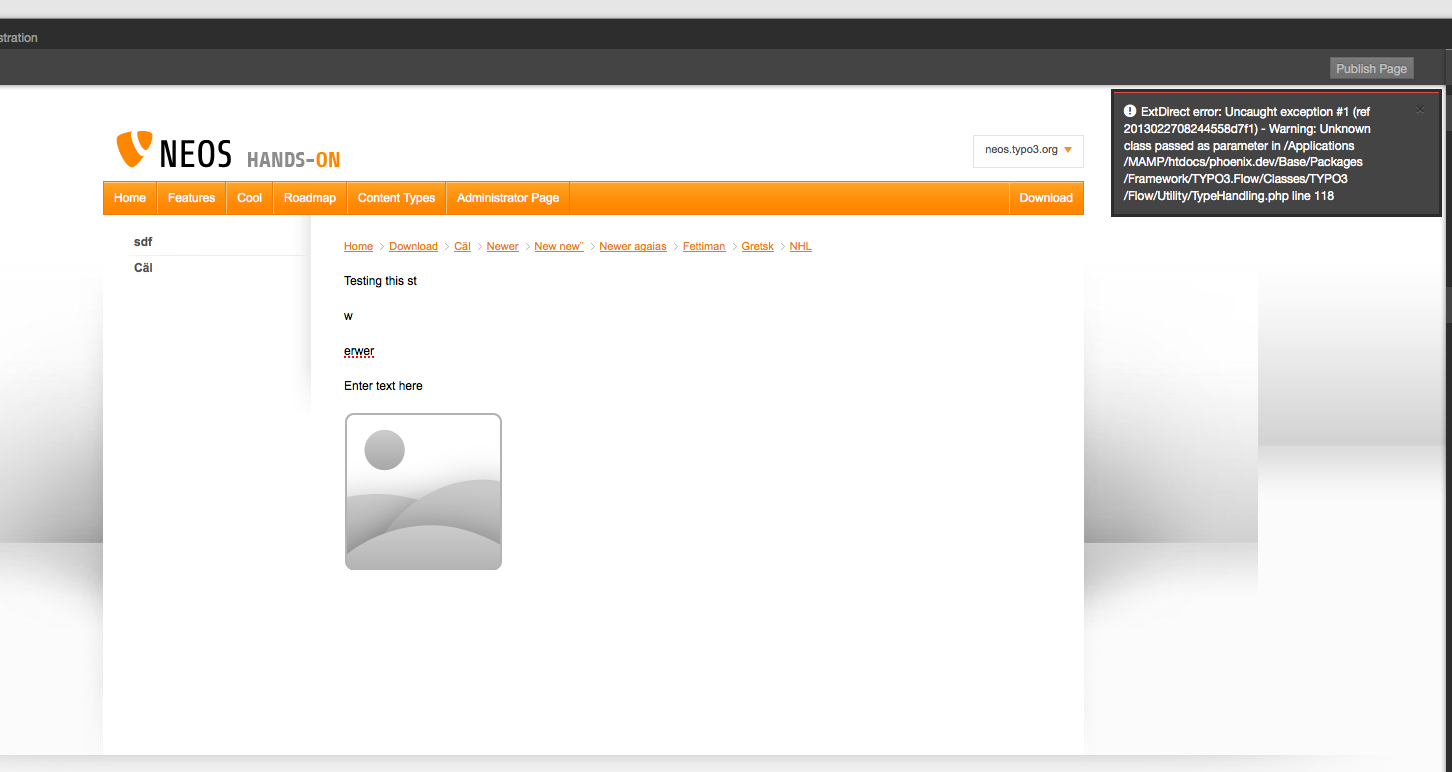 stration
Publish Page
ExtDirect error: Uncaught exception #1 (ref
2013022708244558d7f1) - Warning: Unknown
class passed as parameter in /Applications
/MAMP/htdocs/phoenix.dev/Base/Packages
/Framework/TYPO3.Flow/Classes/TYPO3
/Flow/Utility/TypeHandling.php line 118
NEOS HANDS-ON
neos.typo3.org
Home Features Cool Roadmap Content Types Administrator Page Download
sdf
Cäl
Home > Download > Cäl > Newer > New new" > Newer agaias > Fettiman > Gretsk > NHL
Testing this st
w
erwer
Enter text here